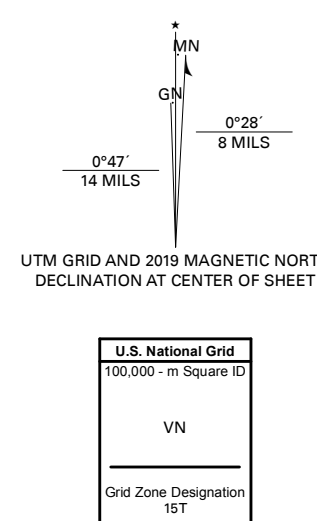 ★
MN
GN
0°28´
8 MILS
0°47´
14 MILS
UTM GRID AND 2019 MAGNETIC NORT
DECLINATION AT CENTER OF SHEET
U.S. National Grid
100,000 - m Square ID
VN
Grid Zone Designation
15T